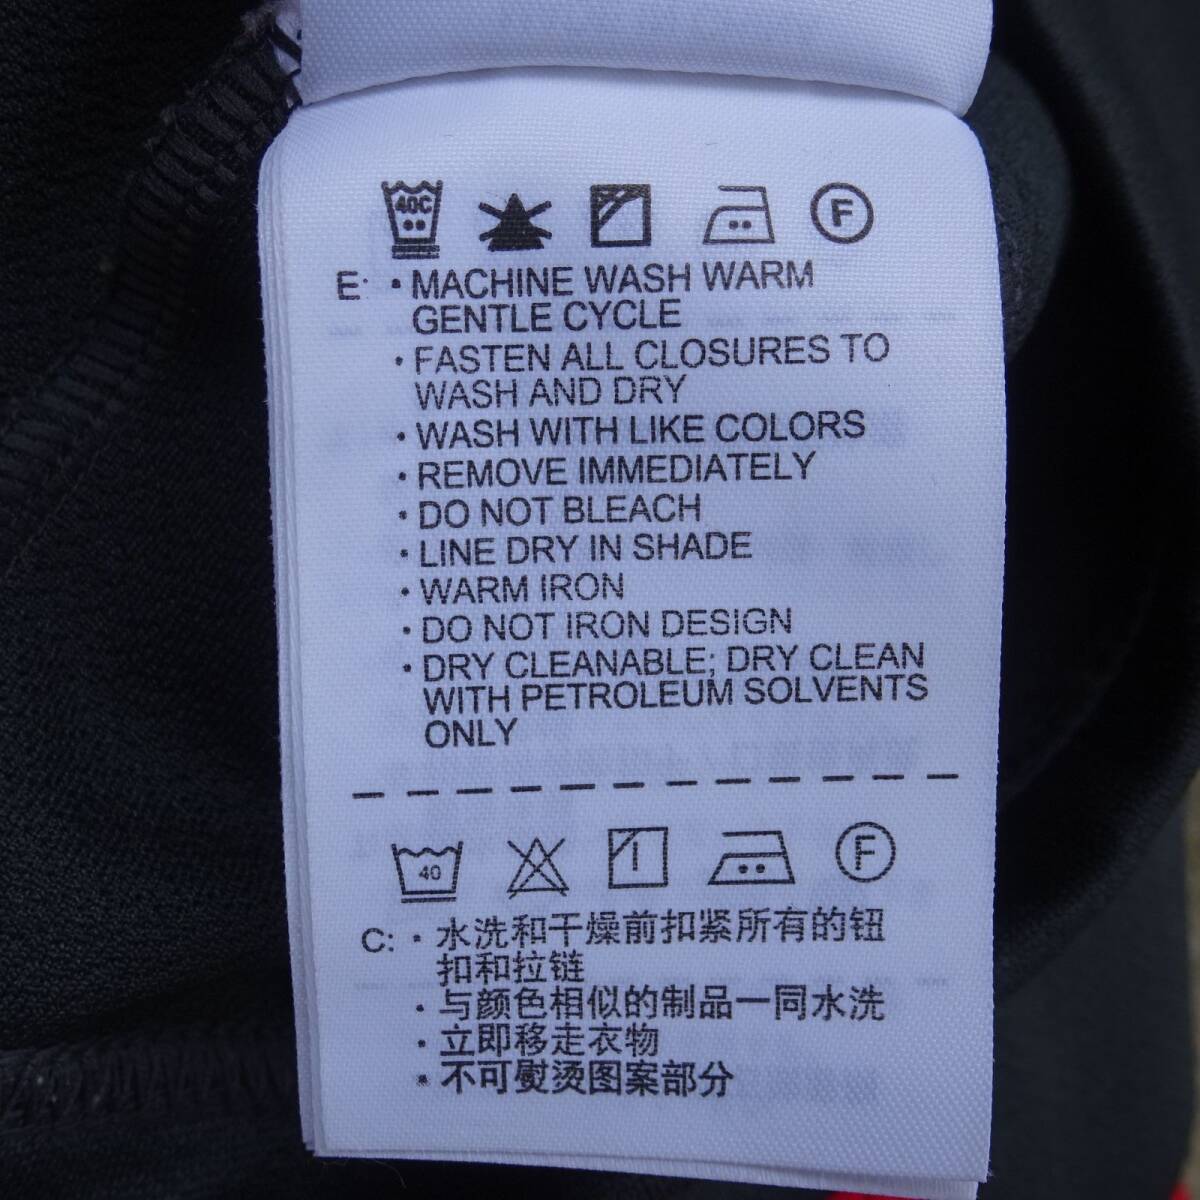 40C
F
E: · MACHINE WASH WARM
GENTLE CYCLE
· FASTEN ALL CLOSURES TO
WASH AND DRY
· WASH WITH LIKE COLORS
· REMOVE IMMEDIATELY
· DO NOT BLEACH
· LINE DRY IN SHADE
· WARM IRON
· DO NOT IRON DESIGN
· DRY CLEANABLE; DRY CLEAN
WITH PETROLEUM SOLVENTS
ONLY
40
F
C: · 水洗和干燥前扣紧所有的钮
扣和拉链
· 与颜色相似的制品一同水洗
· 立即移走衣物
· 不可熨烫图案部分